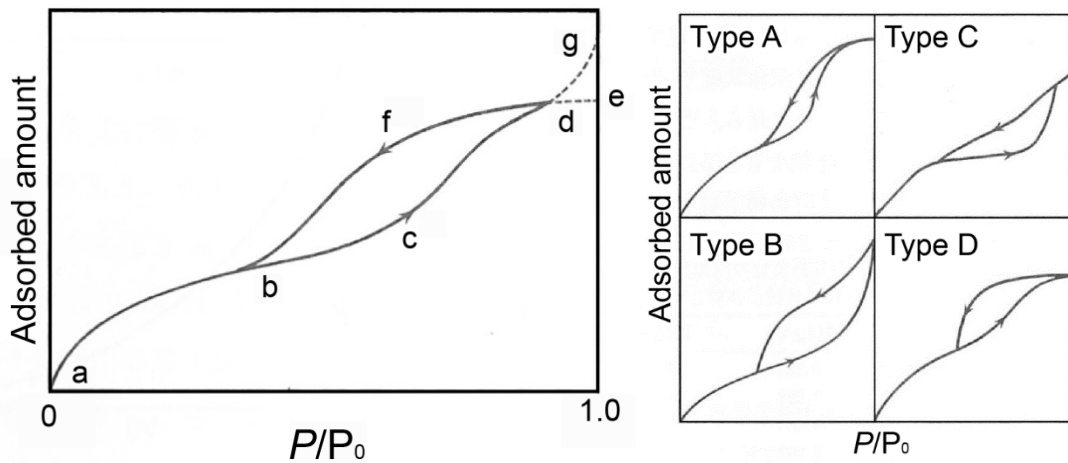 Adsorbed amount
a
b
c
d
e
f
g
0
1.0
P/P₀
Adsorbed amount
Type A
Type C
Type B
Type D
P/P₀